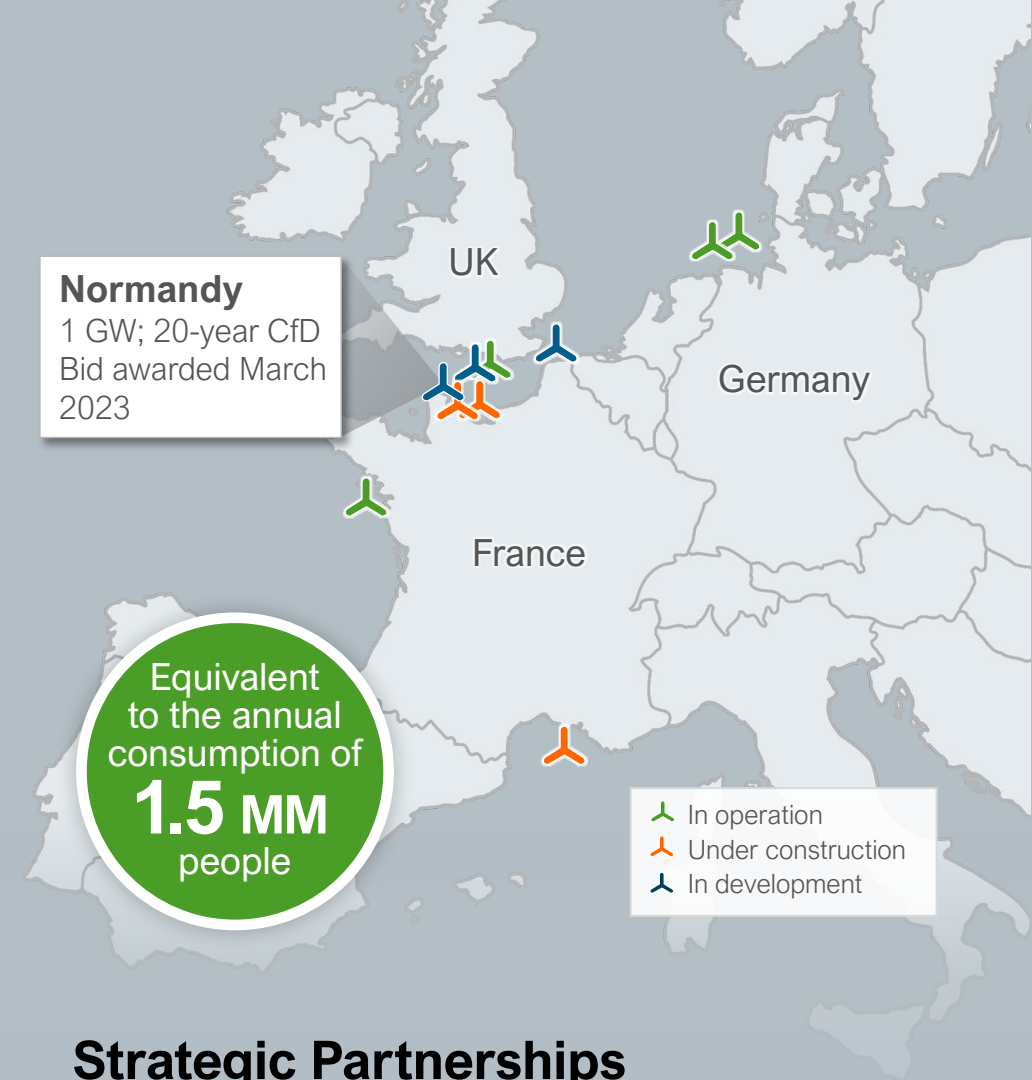 UK
Normandy
1 GW; 20-year CfD
Bid awarded March
2023
Germany
France
Equivalent
to the annual
consumption of
1.5 MM
people
In operation
Under construction
In development
Strategic Partnerships